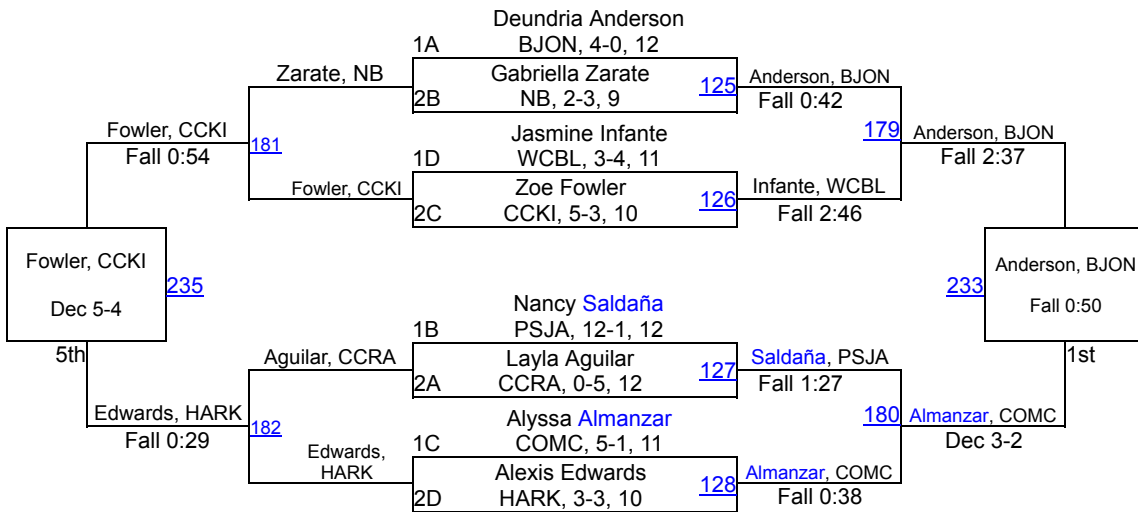 Deundria Anderson
1A
BJON, 4-0, 12
Zarate, NB
Gabriella Zarate
125
Anderson, BJON
2B
NB, 2-3, 9
Fall 0:42
Fowler, CCKI
181
Jasmine Infante
179
Anderson, BJON
Fall 0:54
1D
WCBL, 3-4, 11
Fall 2:37
Fowler, CCKI
Zoe Fowler
126
Infante, WCBL
2C
CCKI, 5-3, 10
Fall 2:46
Fowler, CCKI
235
Dec 5-4
5th
233
Anderson, BJON
Fall 0:50
1st
Nancy Saldaña
1B
PSJA, 12-1, 12
Aguilar, CCRA
Layla Aguilar
127
Saldaña, PSJA
2A
CCRA, 0-5, 12
Fall 1:27
Edwards, HARK
182
Alyssa Almanzar
180
Almanzar, COMC
Fall 0:29
1C
COMC, 5-1, 11
Dec 3-2
Edwards,
HARK
Alexis Edwards
128
Almanzar, COMC
2D
HARK, 3-3, 10
Fall 0:38